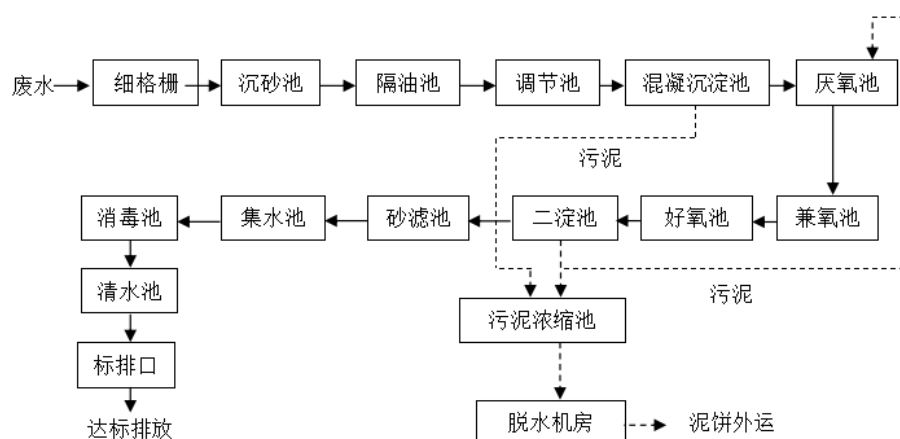 废水
细格栅
沉砂池
隔油池
调节池
混凝沉淀池
厌氧池
污泥
消毒池
集水池
砂滤池
二淀池
好氧池
兼氧池
清水池
污泥
污泥浓缩池
标排口
达标排放
脱水机房
泥饼外运